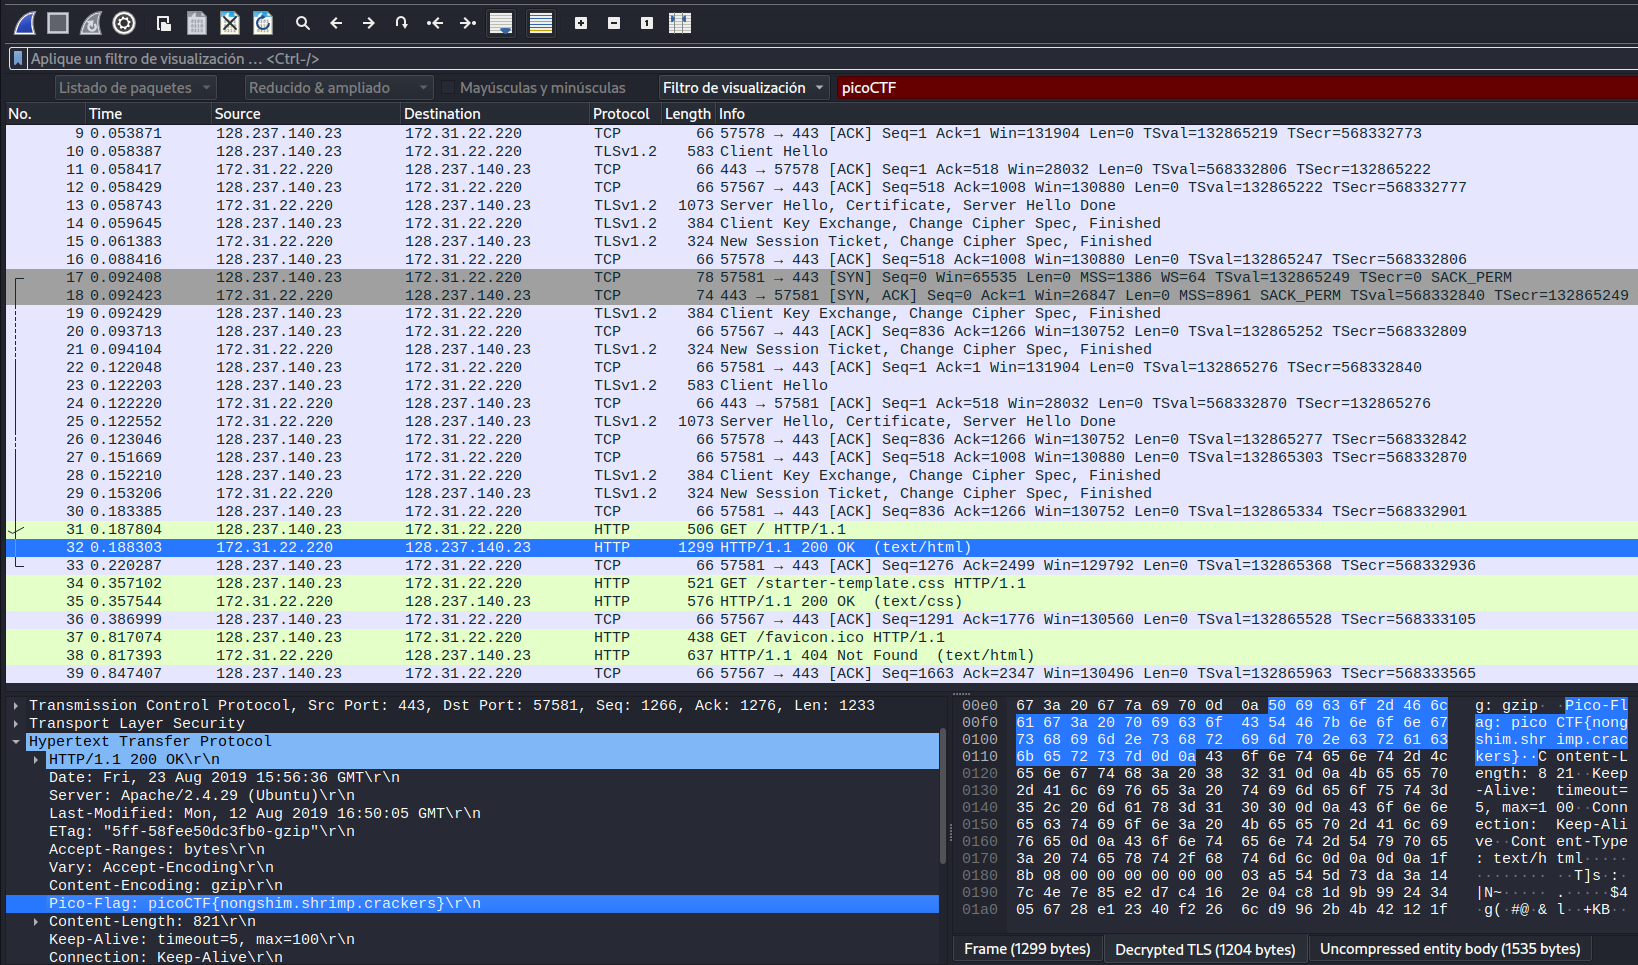 Aplique un filtro de visualización … <Ctrl-/>
Listado de paquetes Reducido & ampliado Mayúsculas y minúsculas Filtro de visualización picoCTF
No. Time Source Destination Protocol Length Info
9 0.053871 128.237.140.23 172.31.22.220 TCP 66 57578 → 443 [ACK] Seq=1 Ack=1 Win=131904 Len=0 TSval=132865219 TSecr=568332773
10 0.058387 128.237.140.23 172.31.22.220 TLSv1.2 583 Client Hello
11 0.058417 172.31.22.220 128.237.140.23 TCP 66 443 → 57578 [ACK] Seq=1 Ack=518 Win=28032 Len=0 TSval=568332806 TSecr=132865222
12 0.058429 128.237.140.23 172.31.22.220 TCP 66 57567 → 443 [ACK] Seq=518 Ack=1008 Win=130880 Len=0 TSval=132865222 TSecr=568332777
13 0.058743 172.31.22.220 128.237.140.23 TLSv1.2 1073 Server Hello, Certificate, Server Hello Done
14 0.059645 128.237.140.23 172.31.22.220 TLSv1.2 384 Client Key Exchange, Change Cipher Spec, Finished
15 0.061383 172.31.22.220 128.237.140.23 TLSv1.2 324 New Session Ticket, Change Cipher Spec, Finished
16 0.088416 128.237.140.23 172.31.22.220 TCP 66 57578 → 443 [ACK] Seq=518 Ack=1008 Win=130880 Len=0 TSval=132865247 TSecr=568332806
17 0.092408 128.237.140.23 172.31.22.220 TCP 78 57581 → 443 [SYN] Seq=0 Win=65535 Len=0 MSS=1386 WS=64 TSval=132865249 TSecr=0 SACK_PERM
18 0.092423 172.31.22.220 128.237.140.23 TCP 74 443 → 57581 [SYN, ACK] Seq=0 Ack=1 Win=26847 Len=0 MSS=8961 SACK_PERM TSval=568332840 TSecr=132865249
19 0.092429 128.237.140.23 172.31.22.220 TLSv1.2 384 Client Key Exchange, Change Cipher Spec, Finished
20 0.093713 128.237.140.23 172.31.22.220 TCP 66 57567 → 443 [ACK] Seq=836 Ack=1266 Win=130752 Len=0 TSval=132865252 TSecr=568332809
21 0.094104 172.31.22.220 128.237.140.23 TLSv1.2 324 New Session Ticket, Change Cipher Spec, Finished
22 0.122048 128.237.140.23 172.31.22.220 TCP 66 57581 → 443 [ACK] Seq=1 Ack=1 Win=131904 Len=0 TSval=132865276 TSecr=568332840
23 0.122203 128.237.140.23 172.31.22.220 TLSv1.2 583 Client Hello
24 0.122220 172.31.22.220 128.237.140.23 TCP 66 443 → 57581 [ACK] Seq=1 Ack=518 Win=28032 Len=0 TSval=568332870 TSecr=132865276
25 0.122552 172.31.22.220 128.237.140.23 TLSv1.2 1073 Server Hello, Certificate, Server Hello Done
26 0.123046 128.237.140.23 172.31.22.220 TCP 66 57578 → 443 [ACK] Seq=836 Ack=1266 Win=130752 Len=0 TSval=132865277 TSecr=568332842
27 0.151669 128.237.140.23 172.31.22.220 TCP 66 57581 → 443 [ACK] Seq=518 Ack=1008 Win=130880 Len=0 TSval=132865303 TSecr=568332870
28 0.152210 128.237.140.23 172.31.22.220 TLSv1.2 384 Client Key Exchange, Change Cipher Spec, Finished
29 0.153206 172.31.22.220 128.237.140.23 TLSv1.2 324 New Session Ticket, Change Cipher Spec, Finished
30 0.183385 128.237.140.23 172.31.22.220 TCP 66 57581 → 443 [ACK] Seq=836 Ack=1266 Win=130752 Len=0 TSval=132865334 TSecr=568332901
31 0.187804 128.237.140.23 172.31.22.220 HTTP 506 GET / HTTP/1.1
32 0.188303 172.31.22.220 128.237.140.23 HTTP 1299 HTTP/1.1 200 OK (text/html)
33 0.220287 128.237.140.23 172.31.22.220 TCP 66 57581 → 443 [ACK] Seq=1276 Ack=2499 Win=129792 Len=0 TSval=132865368 TSecr=568332936
34 0.357102 128.237.140.23 172.31.22.220 HTTP 521 GET /starter-template.css HTTP/1.1
35 0.357544 172.31.22.220 128.237.140.23 HTTP 576 HTTP/1.1 200 OK (text/css)
36 0.386999 128.237.140.23 172.31.22.220 TCP 66 57567 → 443 [ACK] Seq=1291 Ack=1776 Win=130560 Len=0 TSval=132865528 TSecr=568333105
37 0.817074 128.237.140.23 172.31.22.220 HTTP 438 GET /favicon.ico HTTP/1.1
38 0.817393 172.31.22.220 128.237.140.23 HTTP 637 HTTP/1.1 404 Not Found (text/html)
39 0.847407 128.237.140.23 172.31.22.220 TCP 66 57567 → 443 [ACK] Seq=1663 Ack=2347 Win=130496 Len=0 TSval=132865963 TSecr=568333565
Transmission Control Protocol, Src Port: 443, Dst Port: 57581, Seq: 1266, Ack: 1276, Len: 1233
Transport Layer Security
Hypertext Transfer Protocol
HTTP/1.1 200 OK\r\n
Date: Fri, 23 Aug 2019 15:56:36 GMT\r\n
Server: Apache/2.4.29 (Ubuntu)\r\n
Last-Modified: Mon, 12 Aug 2019 16:50:05 GMT\r\n
ETag: "5ff-58fee50dc3fb0-gzip"\r\n
Accept-Ranges: bytes\r\n
Vary: Accept-Encoding\r\n
Content-Encoding: gzip\r\n
Pico-Flag: picoCTF{nongshim.shrimp.crackers}\r\n
Content-Length: 821\r\n
Keep-Alive: timeout=5, max=100\r\n
Connection: Keep-Alive\r\n
00e0 67 3a 20 67 7a 69 70 0d 0a 50 69 63 6f 2d 46 6c g: gzip· ·Pico-Fl
00f0 61 67 3a 20 70 69 63 6f 43 54 46 7b 6e 6f 6e 67 ag: pico CTF{nong
0100 73 68 69 6d 2e 73 68 72 69 6d 70 2e 63 72 61 63 shim.shr imp.crac
0110 6b 65 72 73 7d 0d 0a 43 6f 6e 74 65 6e 74 2d 4c kers}··C ontent-L
0120 65 6e 67 74 68 3a 20 38 32 31 0d 0a 4b 65 65 70 ength: 8 21··Keep
0130 2d 41 6c 69 76 65 3a 20 74 69 6d 65 6f 75 74 3d -Alive: timeout=
0140 35 2c 20 6d 61 78 3d 31 30 30 0d 0a 43 6f 6e 6e 5, max=1 00··Conn
0150 65 63 74 69 6f 6e 3a 20 4b 65 65 70 2d 41 6c 69 ection: Keep-Ali
0160 76 65 0d 0a 43 6f 6e 74 65 6e 74 2d 54 79 70 65 ve··Cont ent-Type
0170 3a 20 74 65 78 74 2f 68 74 6d 6c 0d 0a 0d 0a 1f : text/h tml·····
0180 8b 08 00 00 00 00 00 00 03 a5 54 5d 73 da 3a 14 ········ ··T]s·:·
0190 7c 4e 7e 85 e2 d7 c4 16 2e 04 c8 1d 9b 99 24 34 |N~····· .·····$4
01a0 05 67 28 e1 23 40 f2 26 6c d9 96 2b 4b 42 12 1f ·g(·#@·& l··+KB··
Frame (1299 bytes) Decrypted TLS (1204 bytes) Uncompressed entity body (1535 bytes)